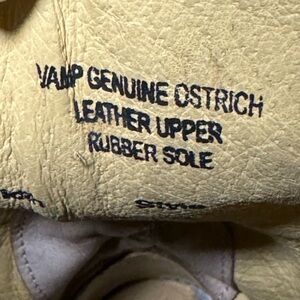 VAMP GENUINE OSTRICH
LEATHER UPPER
RUBBER SOLE